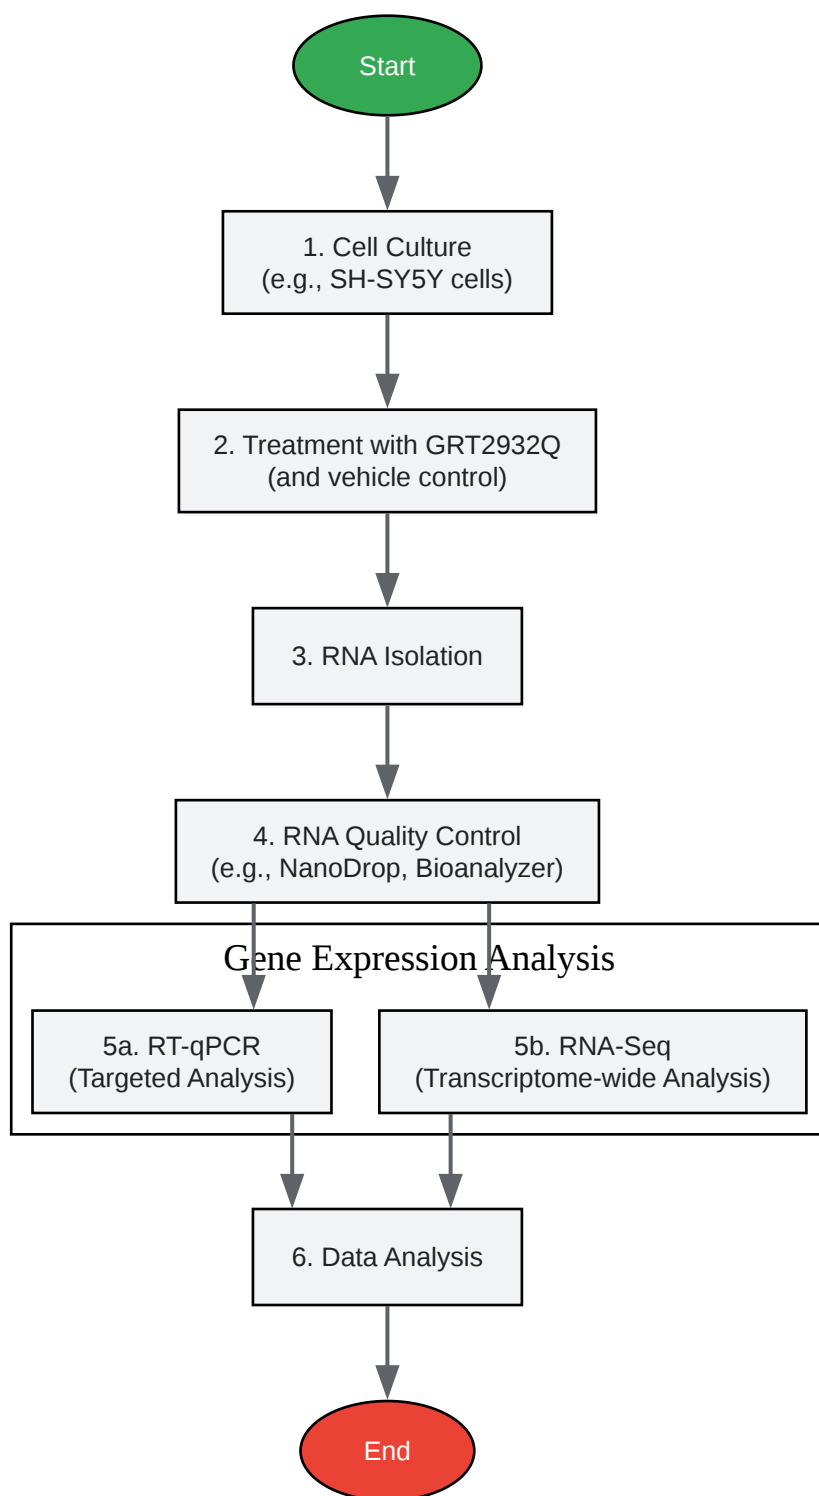 Start
1. Cell Culture
(e.g., SH-SY5Y cells)
2. Treatment with GRT2932Q
(and vehicle control)
3. RNA Isolation
4. RNA Quality Control
(e.g., NanoDrop, Bioanalyzer)
Gene Expression Analysis
5a. RT-qPCR
(Targeted Analysis)
5b. RNA-Seq
(Transcriptome-wide Analysis)
6. Data Analysis
End